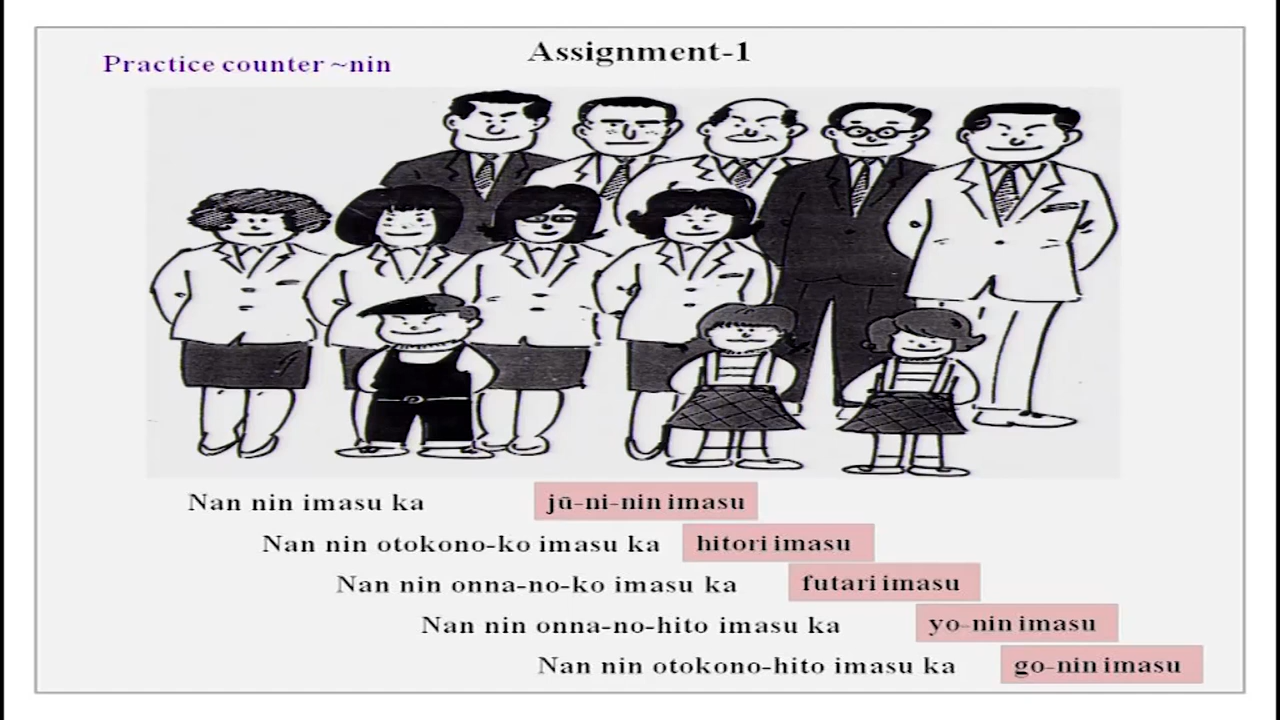 Assignment-1
Practice counter ~nin
Nan nin imasu ka jū-ni-nin imasu
Nan nin otokono-ko imasu ka hitori imasu
Nan nin onna-no-ko imasu ka futari imasu
Nan nin onna-no-hito imasu ka yo-nin imasu
Nan nin otokono-hito imasu ka go-nin imasu